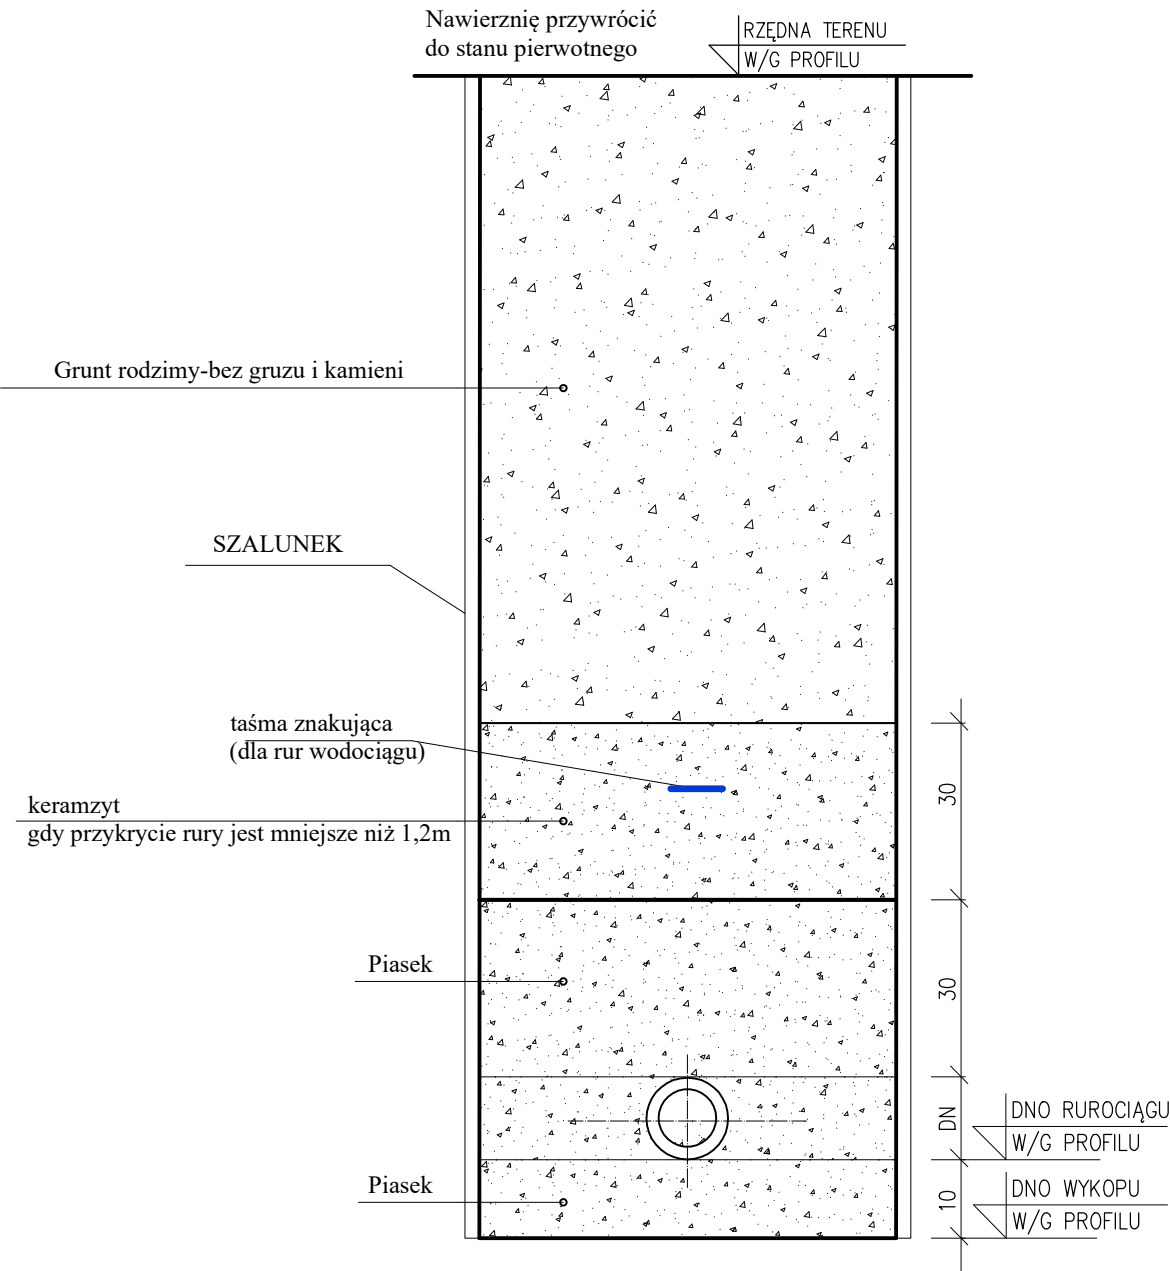 Nawierznię przywrócić
do stanu pierwotnego
RZĘDNA TERENU
W/G PROFILU
Grunt rodzimy-bez gruzu i kamieni
SZALUNEK
taśma znakująca
(dla rur wodociągu)
30
keramzyt
gdy przykrycie rury jest mniejsze niż 1,2m
Piasek
30
DN
DNO RUROCIĄGU
W/G PROFILU
Piasek
10
DNO WYKOPU
W/G PROFILU